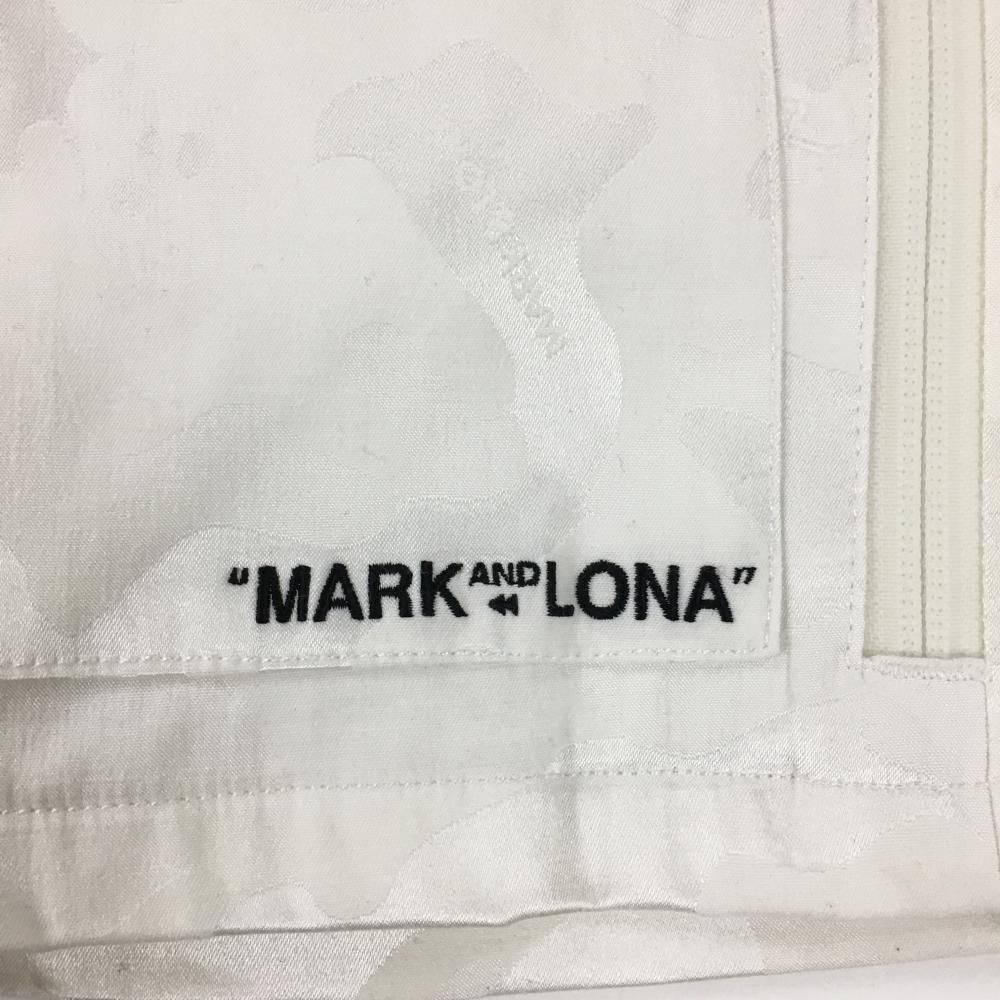 “MARK AND LONA”